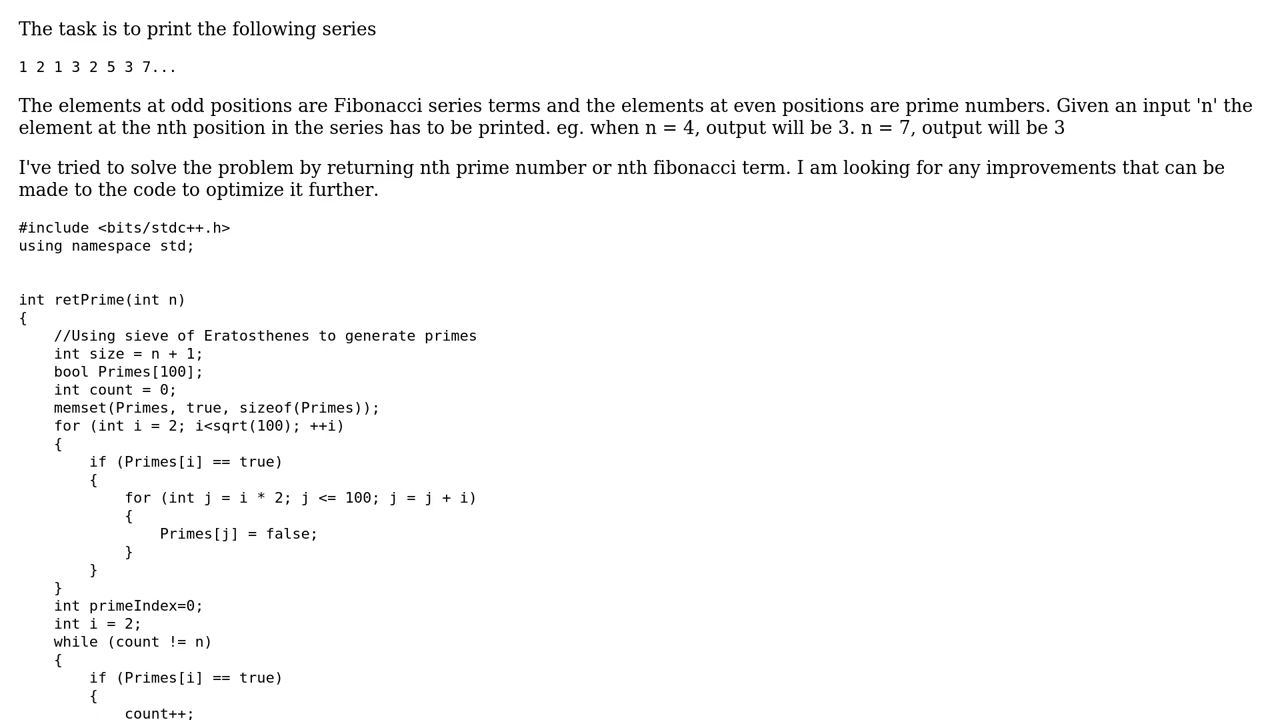 The task is to print the following series
1 2 1 3 2 5 3 7...
The elements at odd positions are Fibonacci series terms and the elements at even positions are prime numbers. Given an input 'n' the
element at the nth position in the series has to be printed. eg. when n = 4, output will be 3. n = 7, output will be 3
I've tried to solve the problem by returning nth prime number or nth fibonacci term. I am looking for any improvements that can be
made to the code to optimize it further.
#include <bits/stdc++.h>
using namespace std;
int retPrime(int n)
{
    //Using sieve of Eratosthenes to generate primes
    int size = n + 1;
    bool Primes[100];
    int count = 0;
    memset(Primes, true, sizeof(Primes));
    for (int i = 2; i<sqrt(100); ++i)
    {
        if (Primes[i] == true)
        {
            for (int j = i * 2; j <= 100; j = j + i)
            {
                Primes[j] = false;
            }
        }
    }
    int primeIndex=0;
    int i = 2;
    while (count != n)
    {
        if (Primes[i] == true)
        {
            count++;